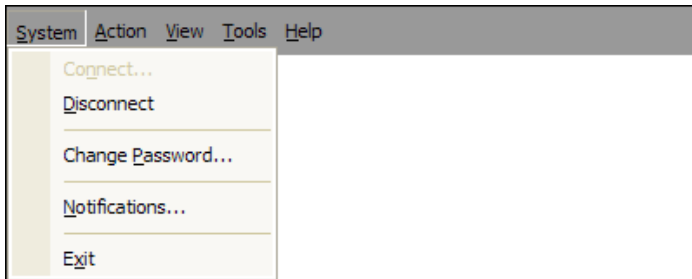 System Action View Tools Help
Connect...
Disconnect
Change Password...
Notifications...
Exit